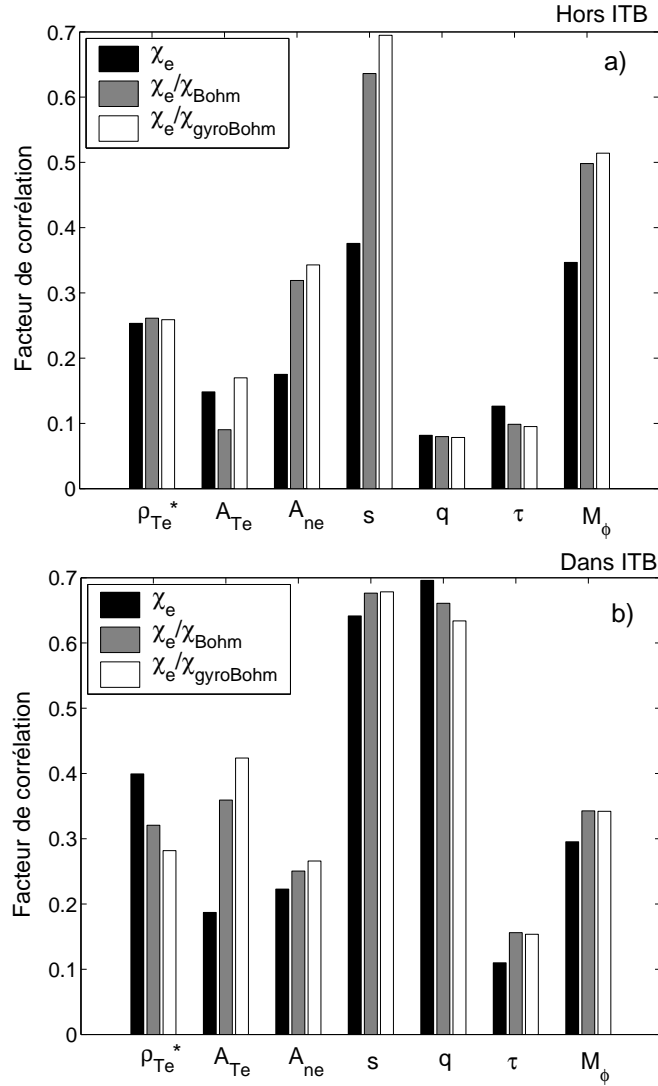 Hors ITB
a)
χe
χe/χBohm
χe/χgyroBohm
Facteur de corrélation
0.7
0.6
0.5
0.4
0.3
0.2
0.1
0
ρTe* ATe Ane s q τ Mϕ
Dans ITB
b)
χe
χe/χBohm
χe/χgyroBohm
Facteur de corrélation
0.7
0.6
0.5
0.4
0.3
0.2
0.1
0
ρTe* ATe Ane s q τ Mϕ